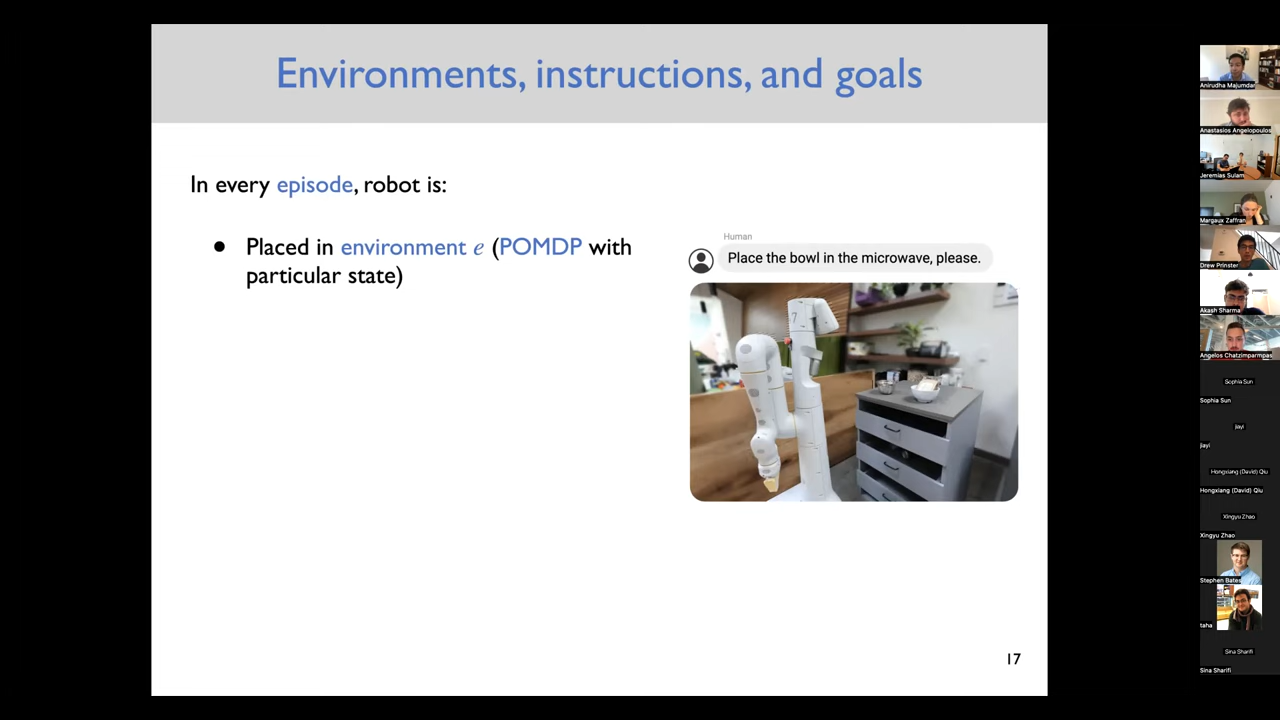 Environments, instructions, and goals
In every episode, robot is:
● Placed in environment e (POMDP with
particular state)
Human
Place the bowl in the microwave, please.
7
17
Anirudha Majumdar
Anastasios Angelopoulos
Jeremias Sulam
Margaux Zaffran
Drew Prinster
Akash Sharma
Angelos Chatzimparmpas
Sophia Sun
Sophia Sun
Jiayi
Jiayi
Hongxiang (David) Qiu
Hongxiang (David) Qiu
Xingyu Zhao
Xingyu Zhao
Stephen Bates
taha
Sina Sharifi
Sina Sharifi